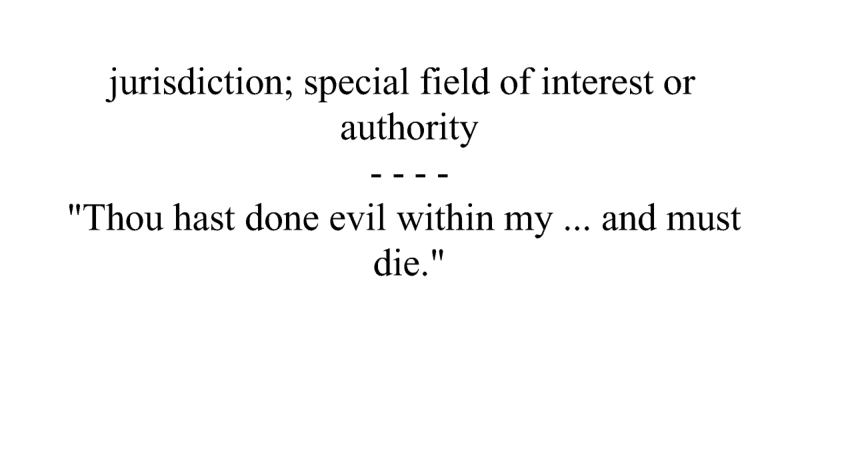 jurisdiction; special field of interest or
authority
- - - -
"Thou hast done evil within my ... and must
die."